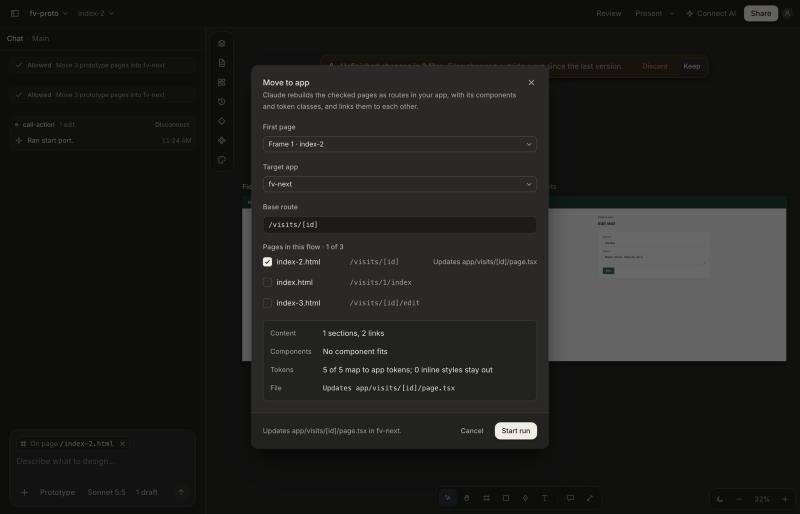 fv-proto
index-2
Review
Present
Connect AI
Share
Chat · Main
Allowed Move 3 prototype pages into fv-next
Allowed Move 3 prototype pages into fv-next
call-action 1 edit Disconnect
Ran start port. 11:24 AM
since the last version. Discard Keep
Move to app
Claude rebuilds the checked pages as routes in your app, with its components
and token classes, and links them to each other.
First page
Frame 1 · index-2
Target app
fv-next
Base route
/visits/[id]
Pages in this flow · 1 of 3
index-2.html /visits/[id] Updates app/visits/[id]/page.tsx
index.html /visits/1/index
index-3.html /visits/[id]/edit
Content 1 sections, 2 links
Components No component fits
Tokens 5 of 5 map to app tokens; 0 inline styles stay out
File Updates app/visits/[id]/page.tsx
Updates app/visits/[id]/page.tsx in fv-next.
Cancel
Start run
Edit visit
On page /index-2.html
Describe what to design...
Prototype Sonnet 5.5 1 draft
32%